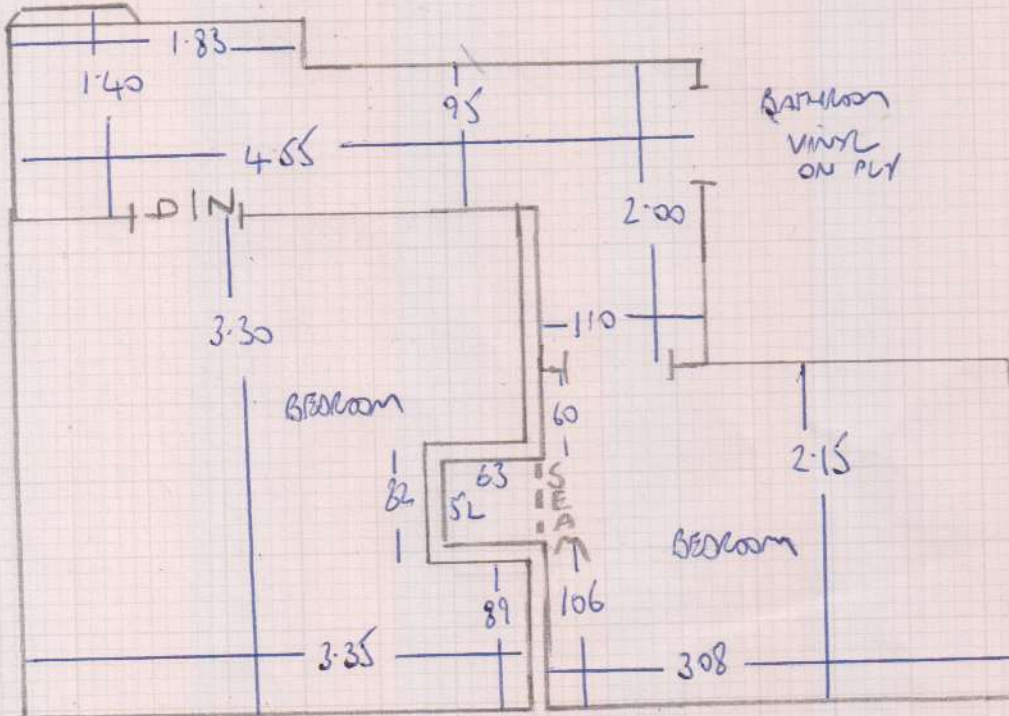 1.83
1.40
95
BATHROOM
VINYL
ON PLY
4.55
D/N
2.00
3.30
110
BEDROOM
60
2.15
63
82
52
SEAM
BEDROOM
89
106
3.35
308